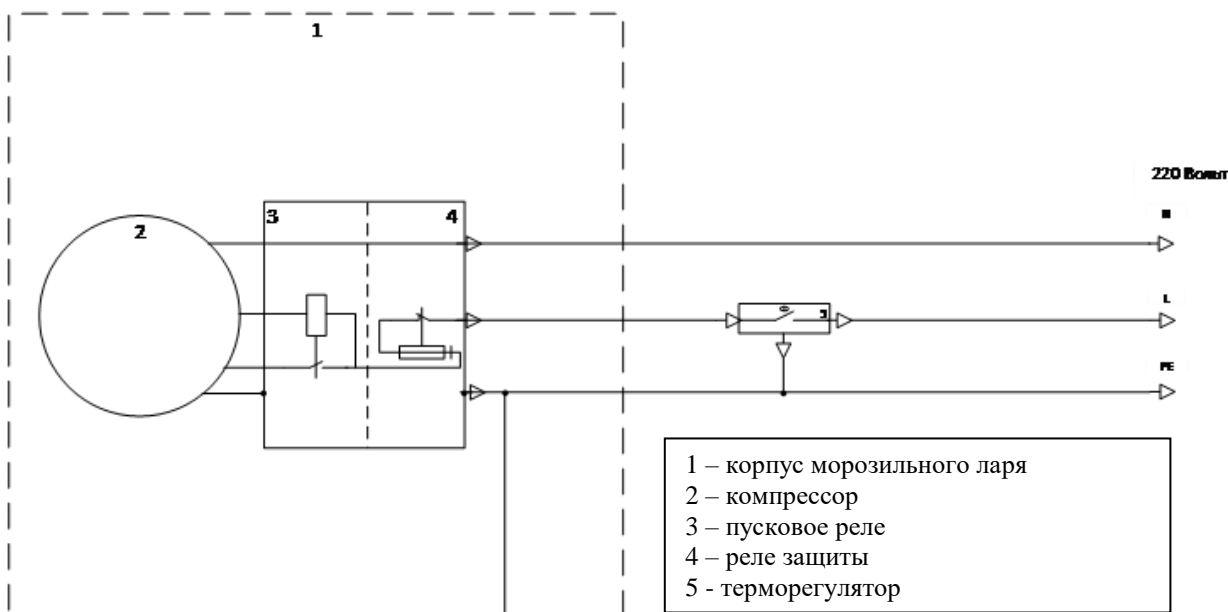 1
220 Вольт
2
3
4
N
L
5
PE
1 – корпус морозильного ларя
2 – компрессор
3 – пусковое реле
4 – реле защиты
5 - терморегулятор